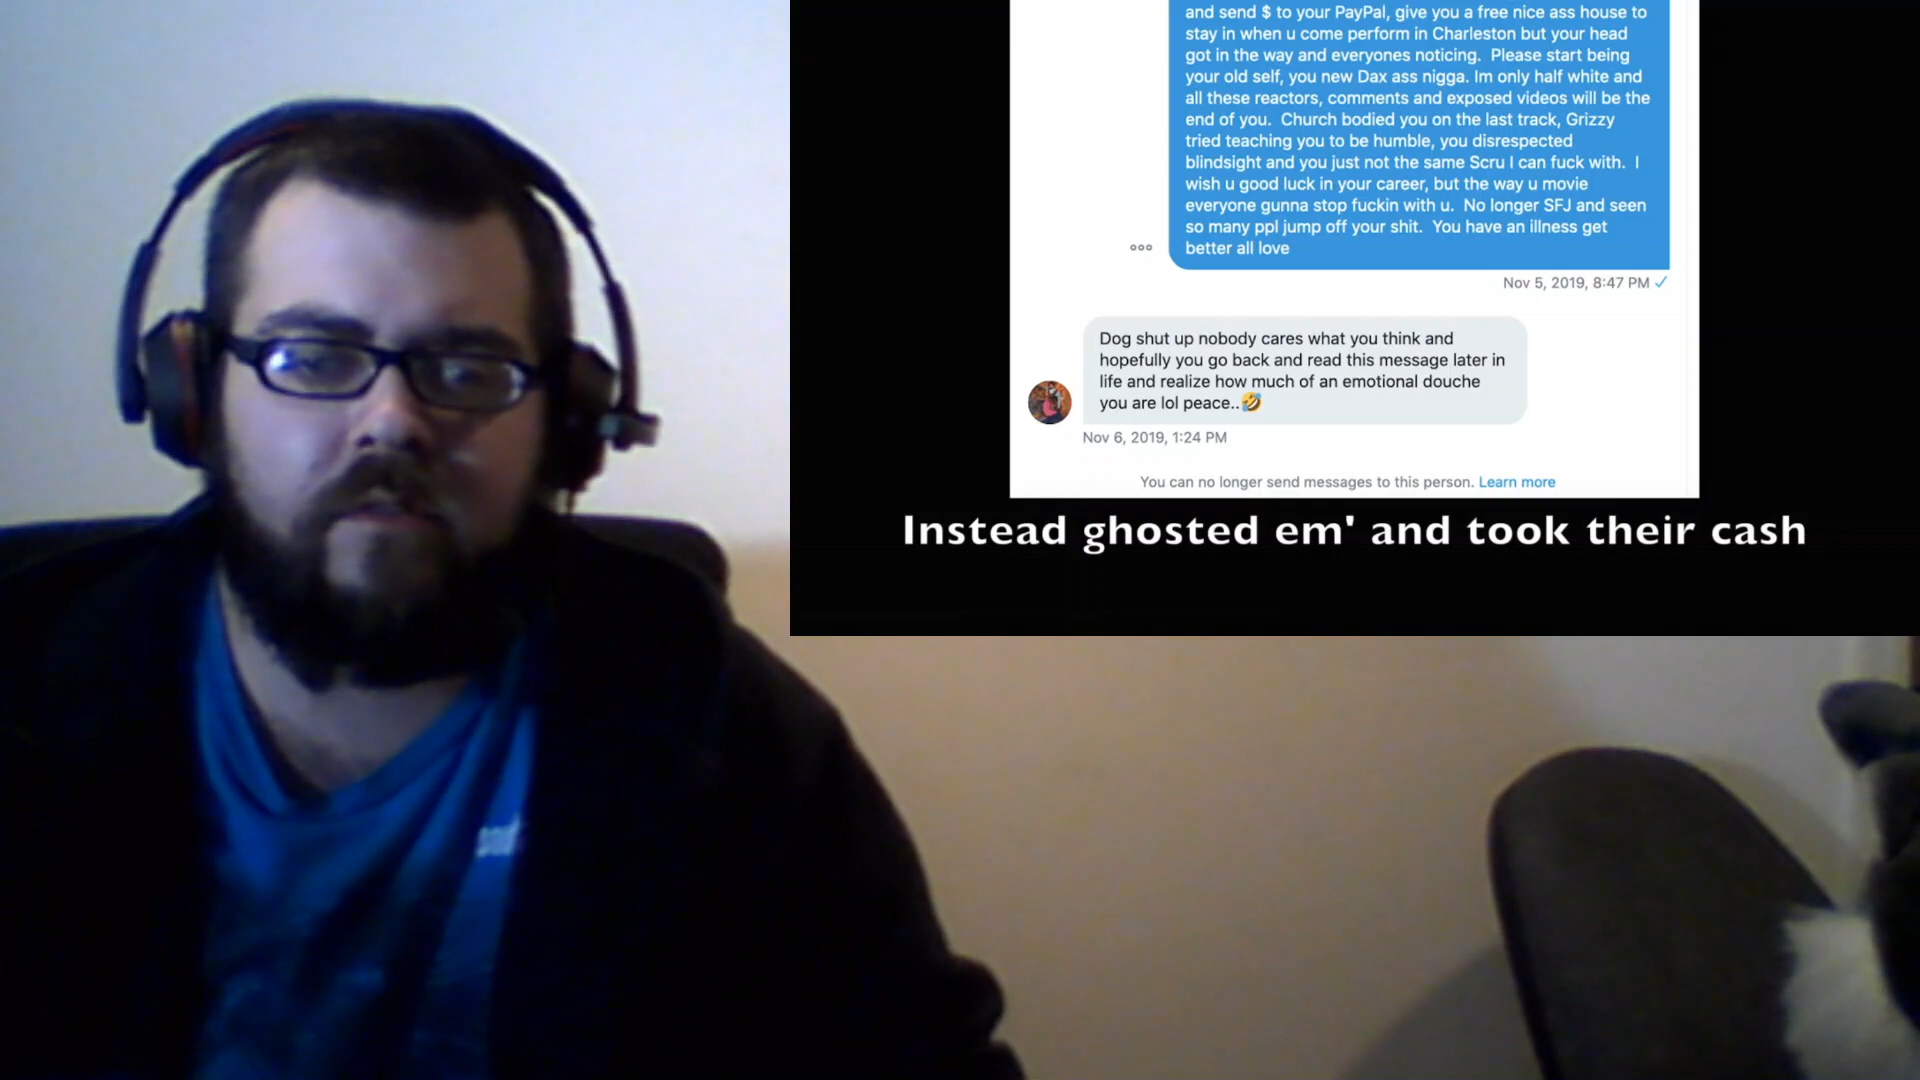 and send $ to your PayPal, give you a free nice ass house to
stay in when u come perform in Charleston but your head
got in the way and everyones noticing.  Please start being
your old self, you new Dax ass nigga. Im only half white and
all these reactors, comments and exposed videos will be the
end of you.  Church bodied you on the last track, Grizzy
tried teaching you to be humble, you disrespected
blindsight and you just not the same Scru I can fuck with.  I
wish u good luck in your career, but the way u movie
everyone gunna stop fuckin with u.  No longer SFJ and seen
so many ppl jump off your shit.  You have an illness get
better all love
Nov 5, 2019, 8:47 PM ✓
Dog shut up nobody cares what you think and
hopefully you go back and read this message later in
life and realize how much of an emotional douche
you are lol peace..🤣
Nov 6, 2019, 1:24 PM
You can no longer send messages to this person. Learn more
Instead ghosted em' and took their cash